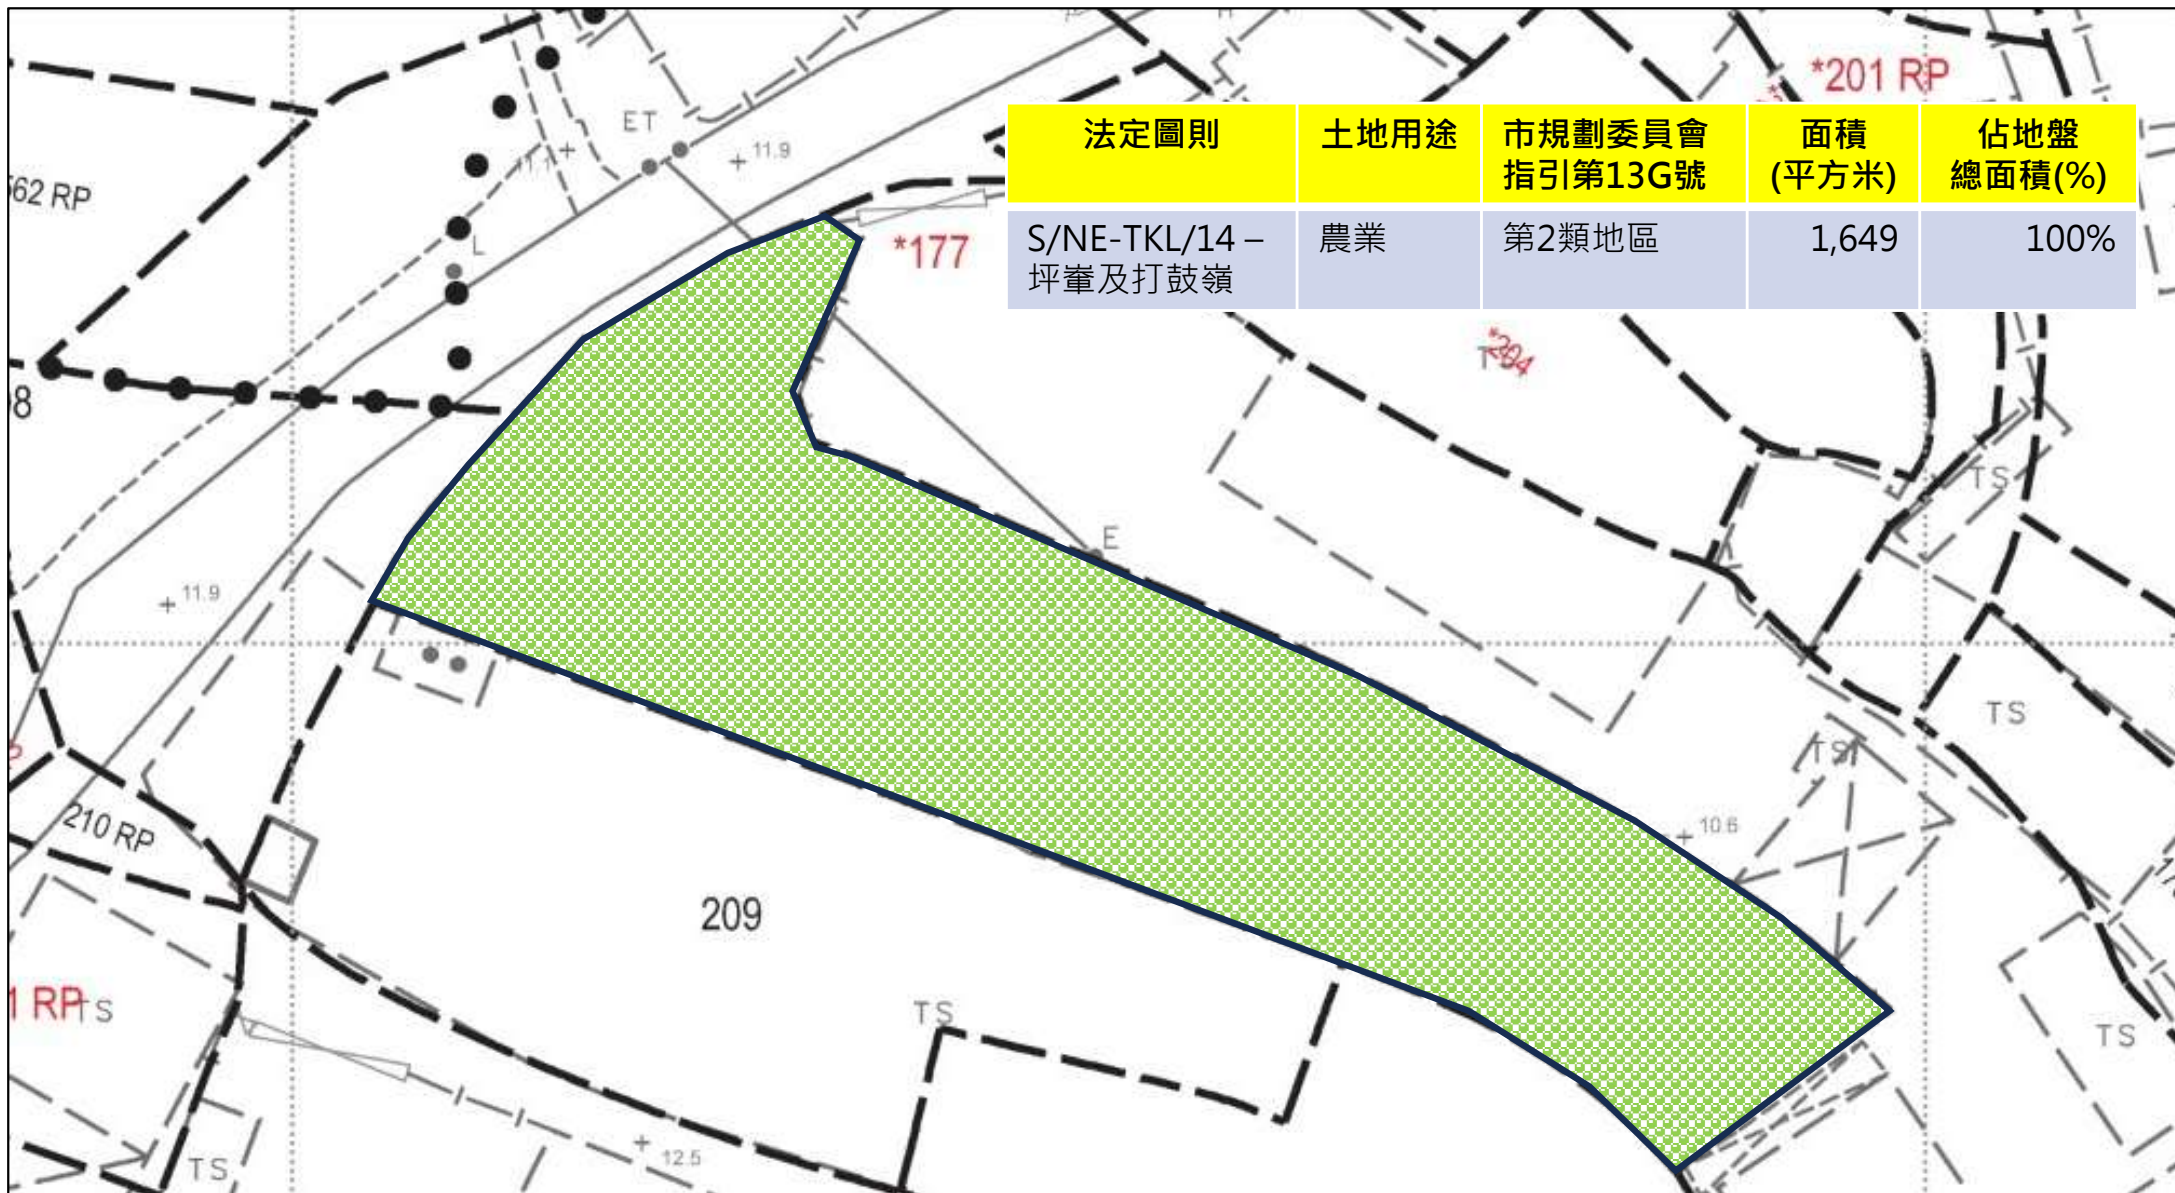 *201 RP
法定圖則
土地用途
市規劃委員會
指引第13G號
面積
(平方米)
佔地盤
總面積(%)
S/NE-TKL/14 –
坪輋及打鼓嶺
農業
第2類地區
1,649
100%
ET
11.9
62 RP
L
*177
*204
TS
E
11.9
TS
TS
TS
10.6
210 RP
209
1 RP
TS
TS
TS
12.5
TS